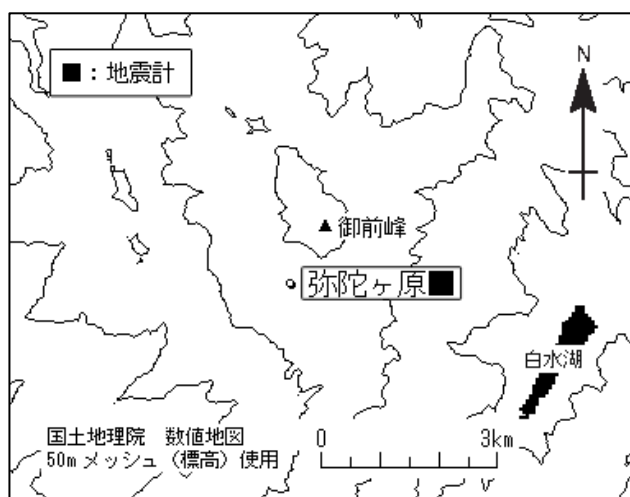 ■：地震計
N
御前峰
弥陀ヶ原■
白水湖
国土地理院　数値地図
50mメッシュ（標高）使用
0 3km